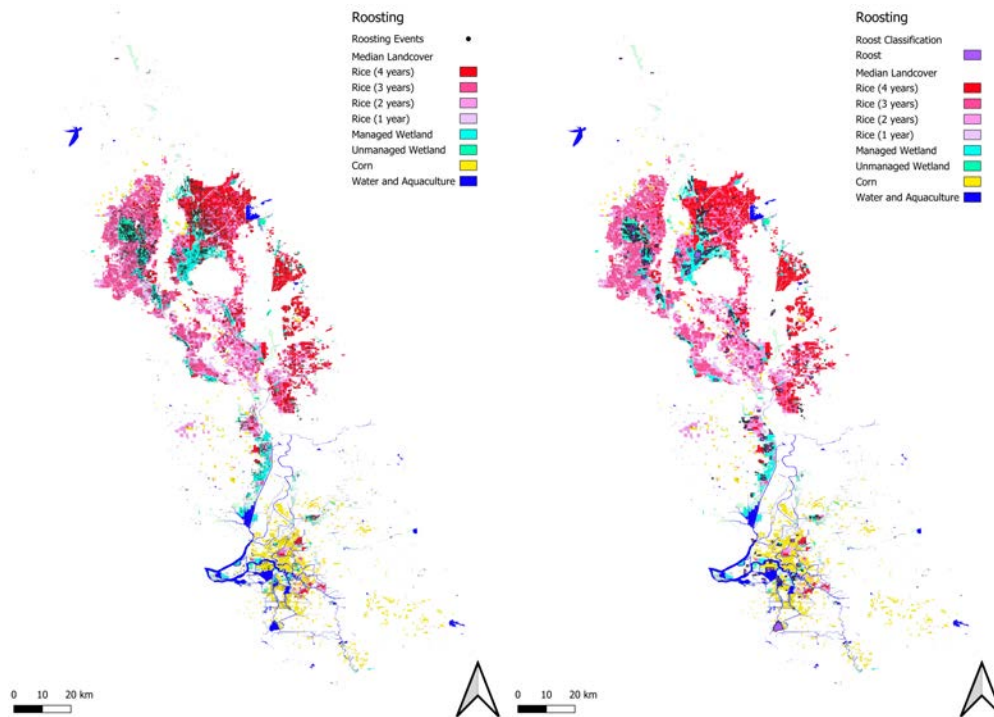 Roosting
Roosting Events
Median Landcover
Rice (4 years)
Rice (3 years)
Rice (2 years)
Rice (1 year)
Managed Wetland
Unmanaged Wetland
Corn
Water and Aquaculture
0 10 20 km
Roosting
Roost Classification
Roost
Median Landcover
Rice (4 years)
Rice (3 years)
Rice (2 years)
Rice (1 year)
Managed Wetland
Unmanaged Wetland
Corn
Water and Aquaculture
0 10 20 km